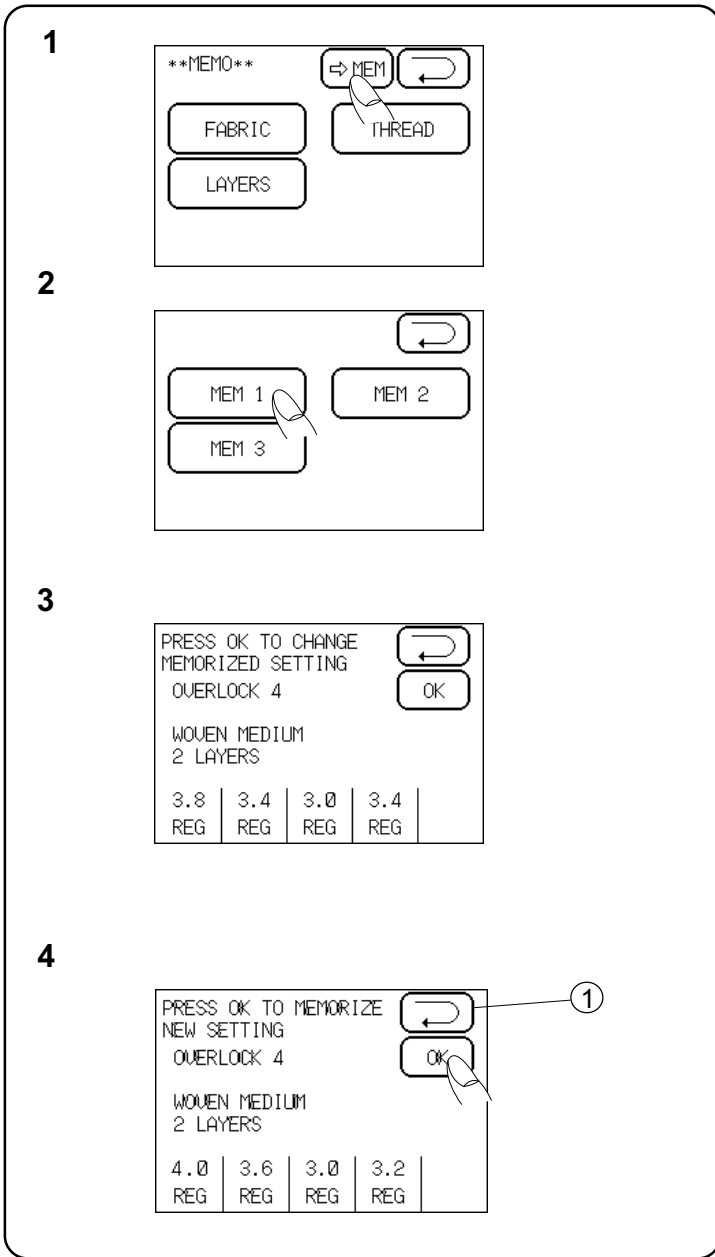 1
**MEMO** ⇨ MEM
FABRIC THREAD
LAYERS
2
MEM 1 MEM 2
MEM 3
3
PRESS OK TO CHANGE
MEMORIZED SETTING
OVERLOCK 4 OK
WOVEN MEDIUM
2 LAYERS
3.8 3.4 3.0 3.4
REG REG REG REG
4
PRESS OK TO MEMORIZE ①
NEW SETTING
OVERLOCK 4 OK
WOVEN MEDIUM
2 LAYERS
4.0 3.6 3.0 3.2
REG REG REG REG